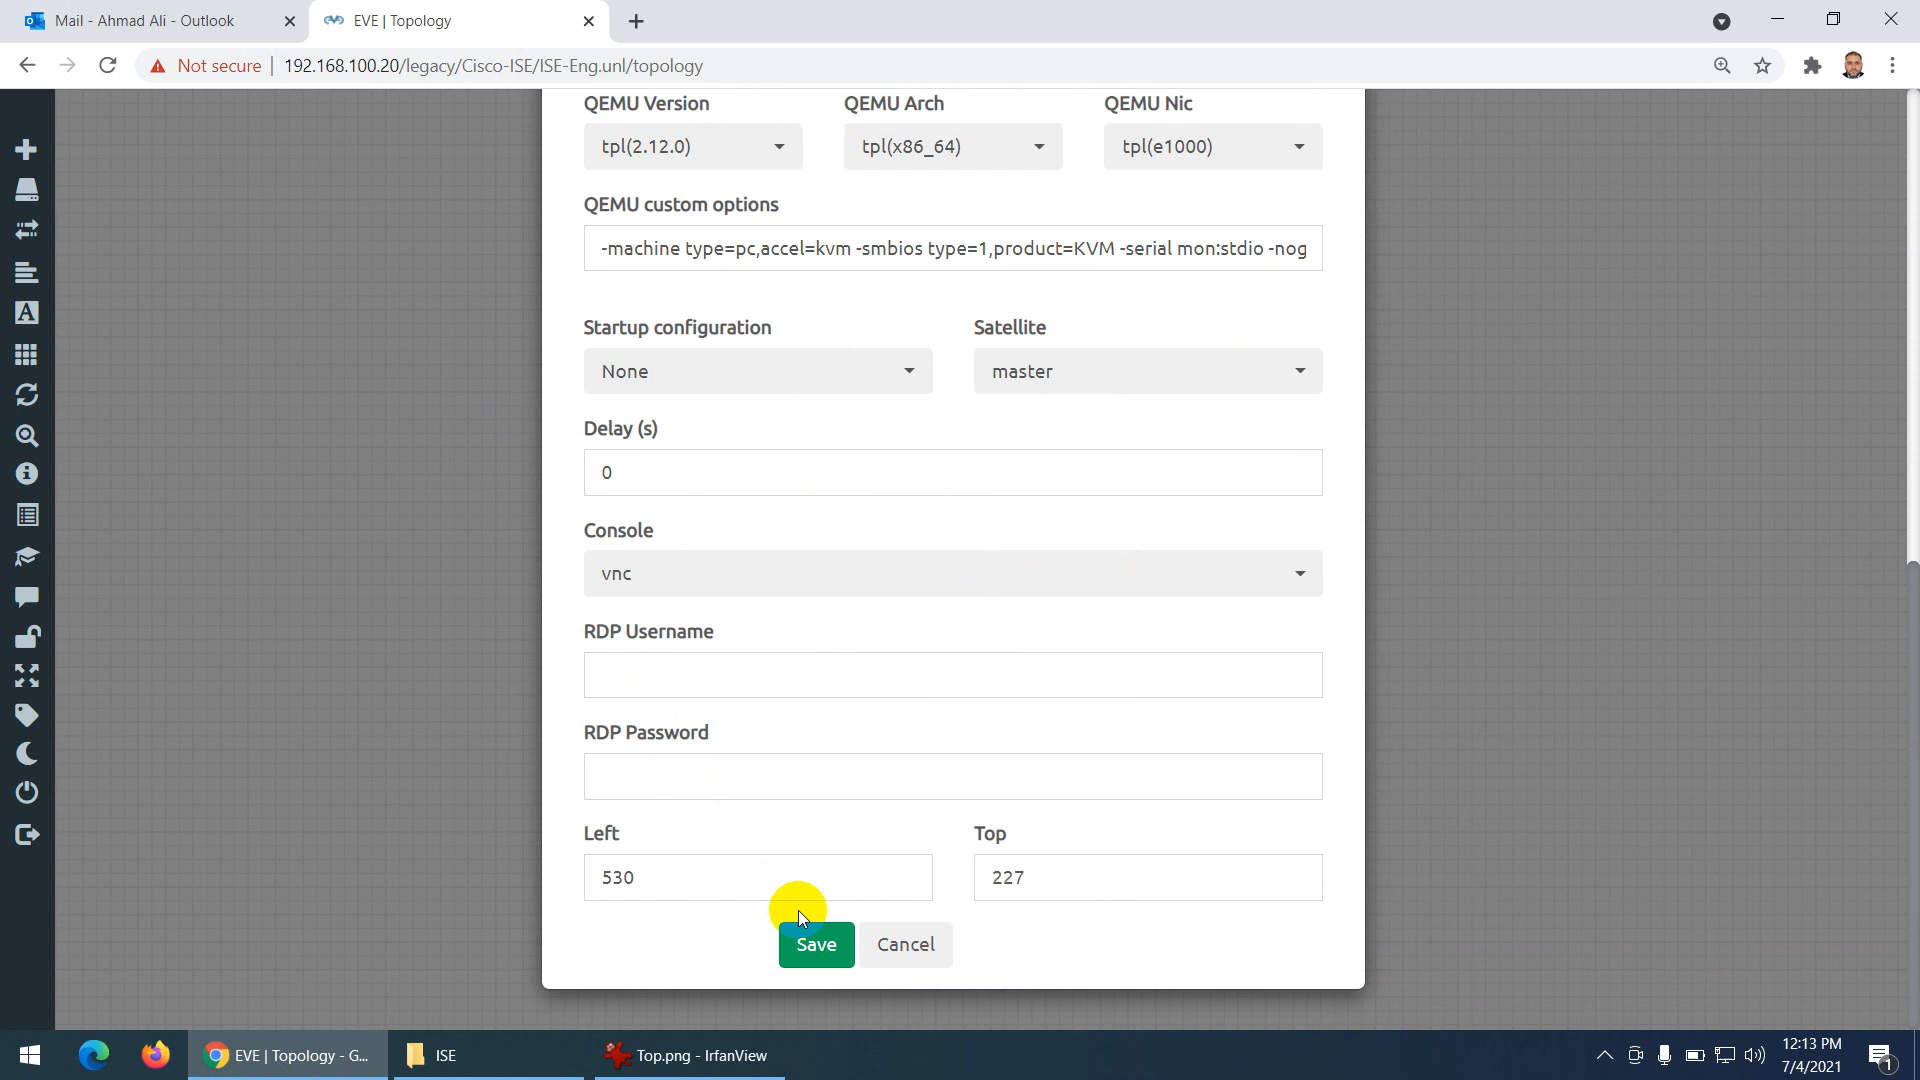 Mail - Ahmad Ali - Outlook
EVE | Topology
Not secure
192.168.100.20/legacy/Cisco-ISE/ISE-Eng.unl/topology
QEMU Version
QEMU Arch
QEMU Nic
tpl(2.12.0)
tpl(x86_64)
tpl(e1000)
QEMU custom options
-machine type=pc,accel=kvm -smbios type=1,product=KVM -serial mon:stdio -nog
Startup configuration
Satellite
None
master
Delay (s)
0
Console
vnc
RDP Username
RDP Password
Left
Top
530
227
Save
Cancel
EVE | Topology - G...
ISE
Top.png - IrfanView
12:13 PM
7/4/2021
1